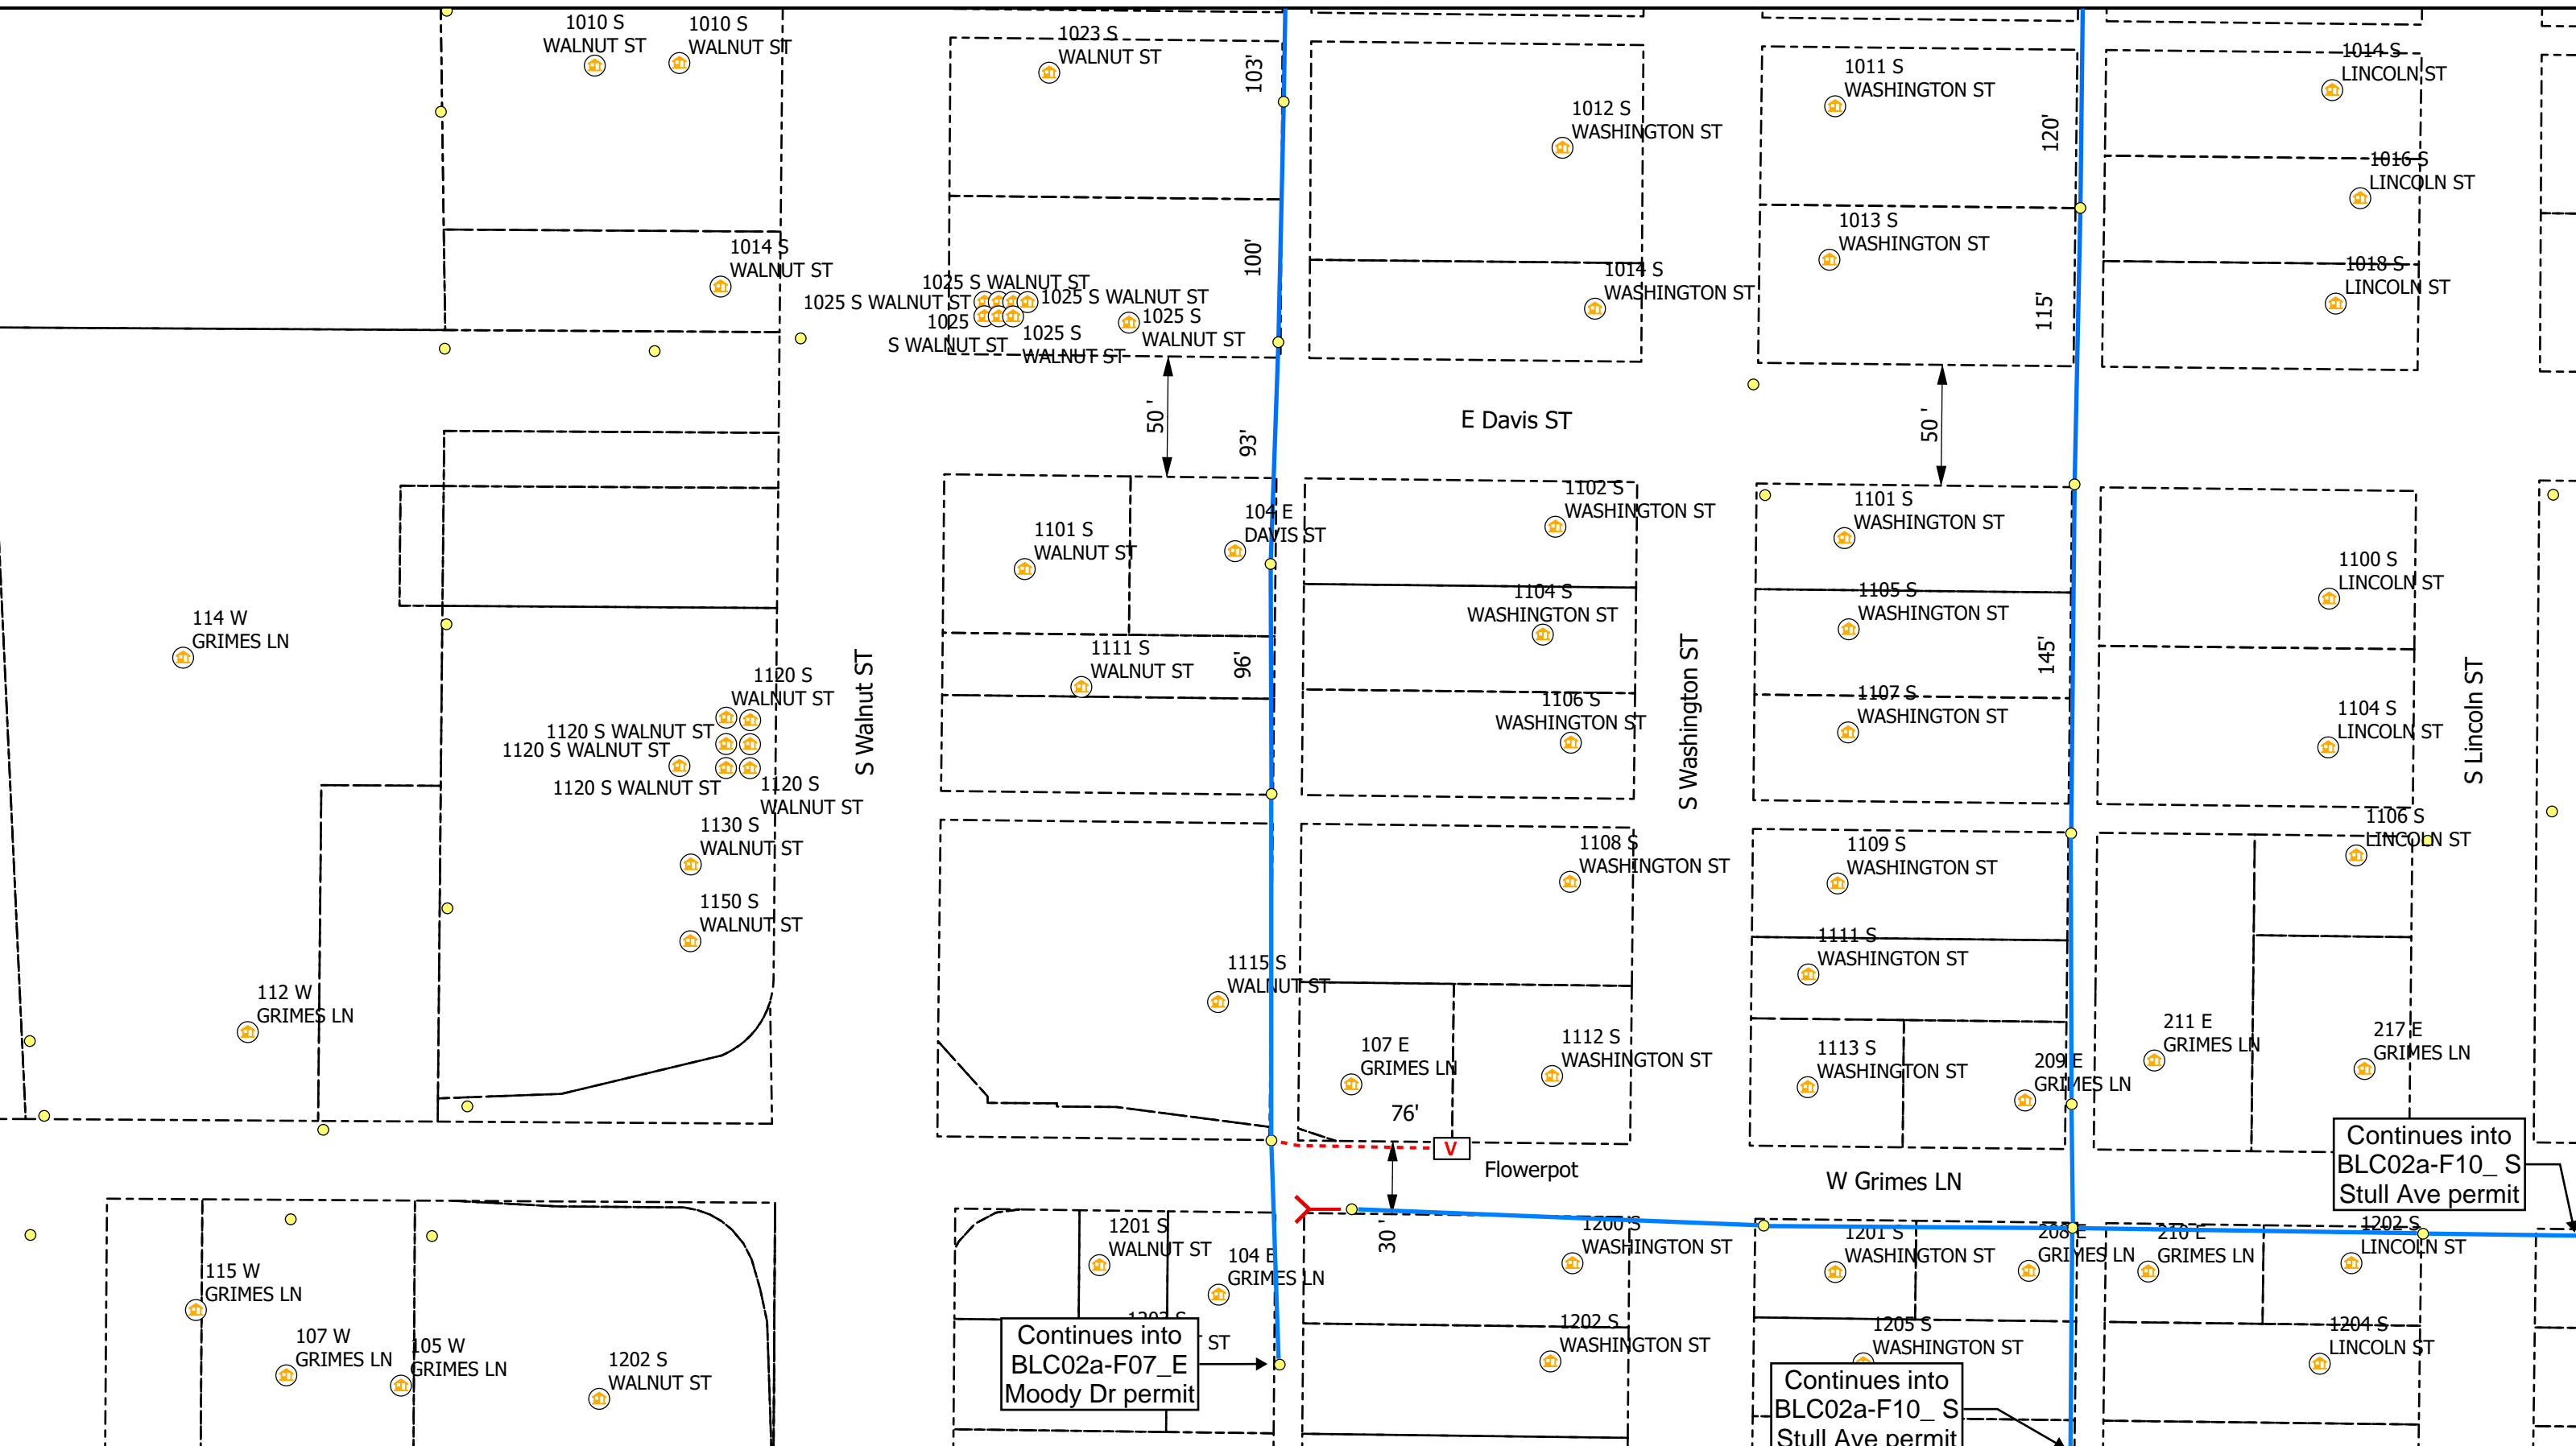 1010 S
WALNUT ST
1010 S
WALNUT ST
1023 S
WALNUT ST
103'
1012 S
WASHINGTON ST
1011 S
WASHINGTON ST
120'
1014 S
LINCOLN ST
1016 S
LINCOLN ST
1014 S
WALNUT ST
100'
1013 S
WASHINGTON ST
1018 S
LINCOLN ST
1025 S WALNUT ST
1025 S WALNUT ST
1025 S WALNUT ST
1025
S WALNUT ST
1025 S
WALNUT ST
1025 S
WALNUT ST
1014 S
WASHINGTON ST
115'
50 '
93'
E Davis ST
50 '
1101 S
WALNUT ST
104 E
DAVIS ST
1102 S
WASHINGTON ST
1101 S
WASHINGTON ST
1100 S
LINCOLN ST
114 W
GRIMES LN
1104 S
WASHINGTON ST
1105 S
WASHINGTON ST
1111 S
WALNUT ST
96'
145'
S Walnut ST
S Washington ST
S Lincoln ST
1120 S
WALNUT ST
1120 S WALNUT ST
1120 S WALNUT ST
1120 S WALNUT ST
1120 S
WALNUT ST
1106 S
WASHINGTON ST
1107 S
WASHINGTON ST
1104 S
LINCOLN ST
1130 S
WALNUT ST
1106 S
LINCOLN ST
1108 S
WASHINGTON ST
1109 S
WASHINGTON ST
1150 S
WALNUT ST
1111 S
WASHINGTON ST
1115 S
WALNUT ST
112 W
GRIMES LN
107 E
GRIMES LN
1112 S
WASHINGTON ST
1113 S
WASHINGTON ST
209 E
GRIMES LN
211 E
GRIMES LN
217 E
GRIMES LN
76'
V
Flowerpot
W Grimes LN
Continues into
BLC02a-F10_ S
Stull Ave permit
30 '
1201 S
WALNUT ST
104 E
GRIMES LN
1200 S
WASHINGTON ST
1201 S
WASHINGTON ST
208 E
GRIMES LN
210 E
GRIMES LN
1202 S
LINCOLN ST
115 W
GRIMES LN
107 W
GRIMES LN
105 W
GRIMES LN
1202 S
WALNUT ST
ST
Continues into
BLC02a-F07_E
Moody Dr permit
1202 S
WASHINGTON ST
1205 S
WASHINGTON ST
1204 S
LINCOLN ST
Continues into
BLC02a-F10_ S
Stull Ave permit